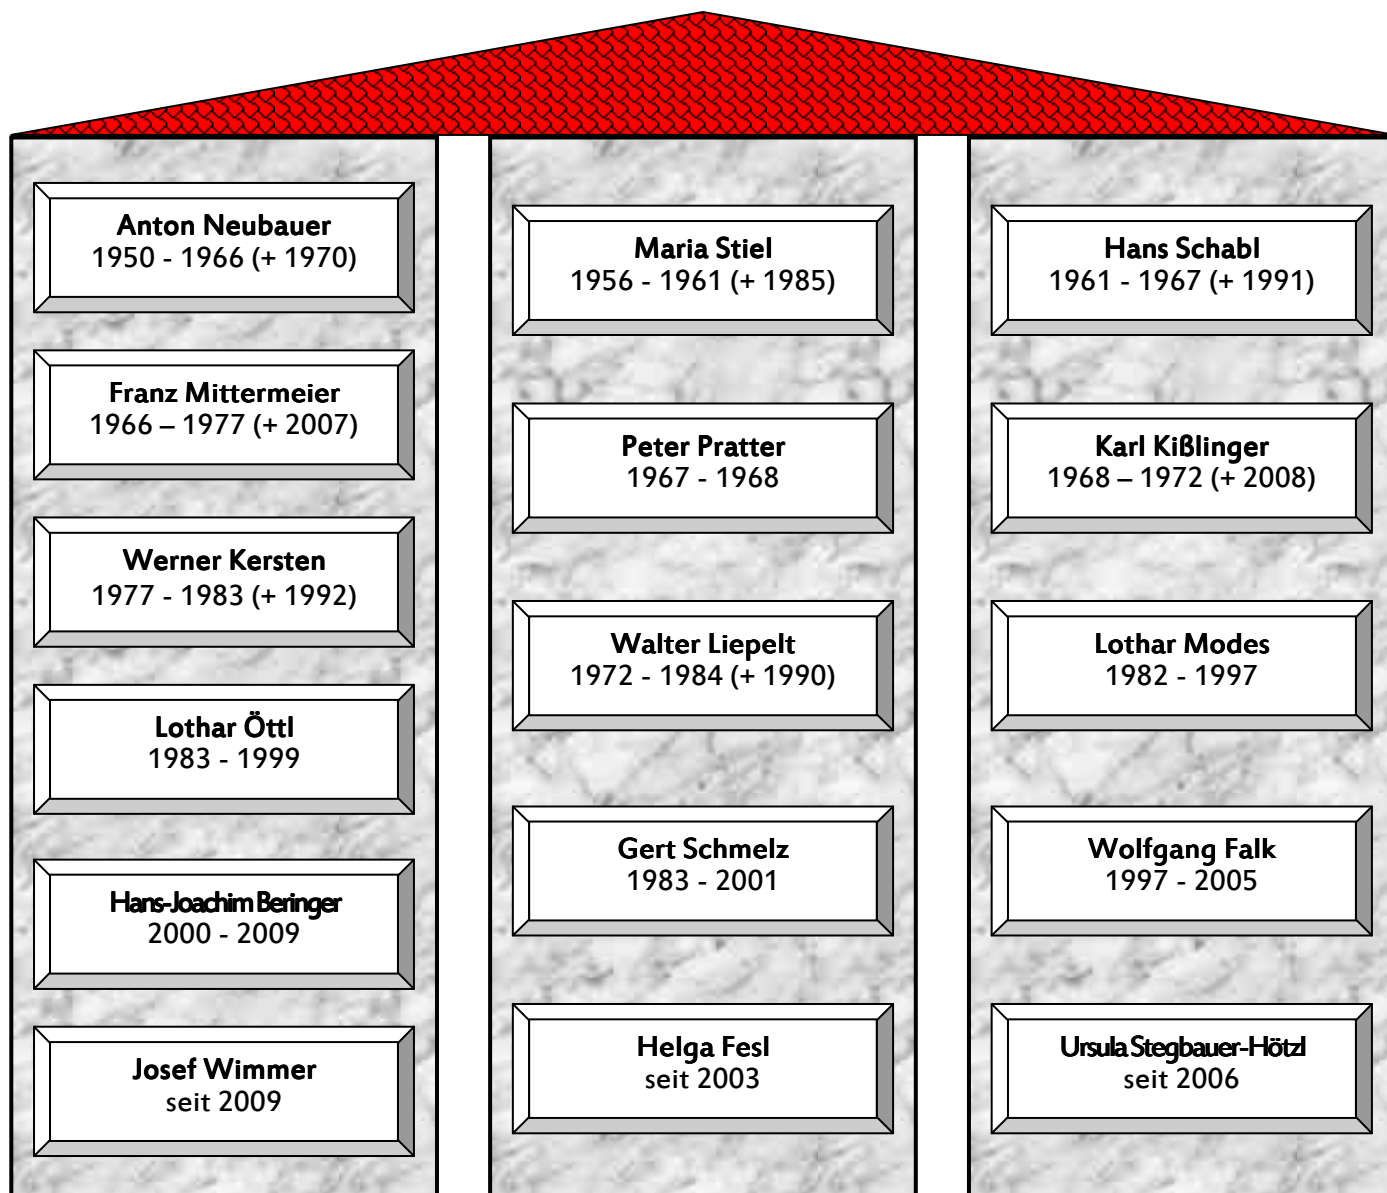 Anton Neubauer
1950 - 1966 (+ 1970)
Franz Mittermeier
1966 – 1977 (+ 2007)
Werner Kersten
1977 - 1983 (+ 1992)
Lothar Öttl
1983 - 1999
Hans-Joachim Beringer
2000 - 2009
Josef Wimmer
seit 2009
Maria Stiel
1956 - 1961 (+ 1985)
Peter Pratter
1967 - 1968
Walter Liepelt
1972 - 1984 (+ 1990)
Gert Schmelz
1983 - 2001
Helga Fesl
seit 2003
Hans Schabl
1961 - 1967 (+ 1991)
Karl Kißlinger
1968 – 1972 (+ 2008)
Lothar Modes
1982 - 1997
Wolfgang Falk
1997 - 2005
Ursula Stegbauer-Hötzl
seit 2006